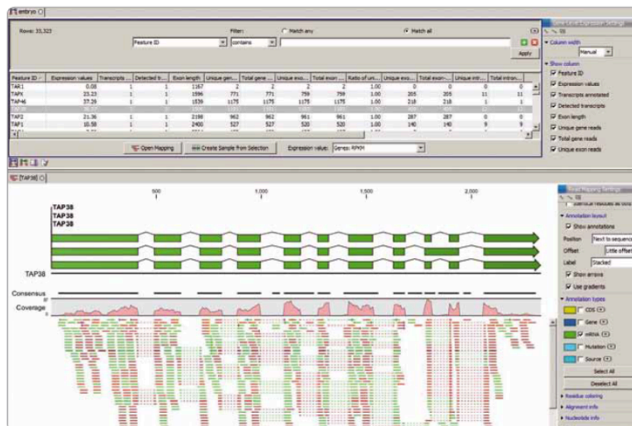 embryo
Rows: 33,323
Filter:
Match any
Match all
Feature ID
contains
Apply
Feature ID Expression values Transcripts ... Detected tr... Exon length Unique gen... Total gene ... Unique exo... Total exon ... Ratio of un... Unique exo... Total exon-... Unique intr... Total intron...
TAR1 0.08 1 1 1167 2 2 2 2 1.00 0 0 0 0
TAPX 23.23 1 1 1596 771 771 759 759 1.00 205 205 11 11
TAP46 37.29 1 1 1539 1175 1175 1175 1175 1.00 218 218 1 1
TAP38
TAP2 21.36 1 1 2198 962 962 961 961 1.00 287 287 0 0
TAP1 10.58 1 1 2400 527 527 520 520 1.00 140 140 9 9
Open Mapping
Create Sample from Selection
Expression value:
Genes: RPKM
Column width
Manual
Show column
Feature ID
Expression values
Transcripts annotated
Detected transcripts
Exon length
Unique gene reads
Total gene reads
Unique exon reads
[TAP38]
500
1,000
1,500
2,000
TAP38
TAP38
TAP38
TAP38
Consensus
Coverage
Read Mapping Settings
Annotation layout
Show annotations
Position
Next to sequence
Offset
Little offset
Label
Stacked
Show arrows
Use gradients
Annotation types
CDS
Gene
mRNA
Mutation
Source
Select All
Deselect All
Residue coloring
Alignment info
Nucleotide info